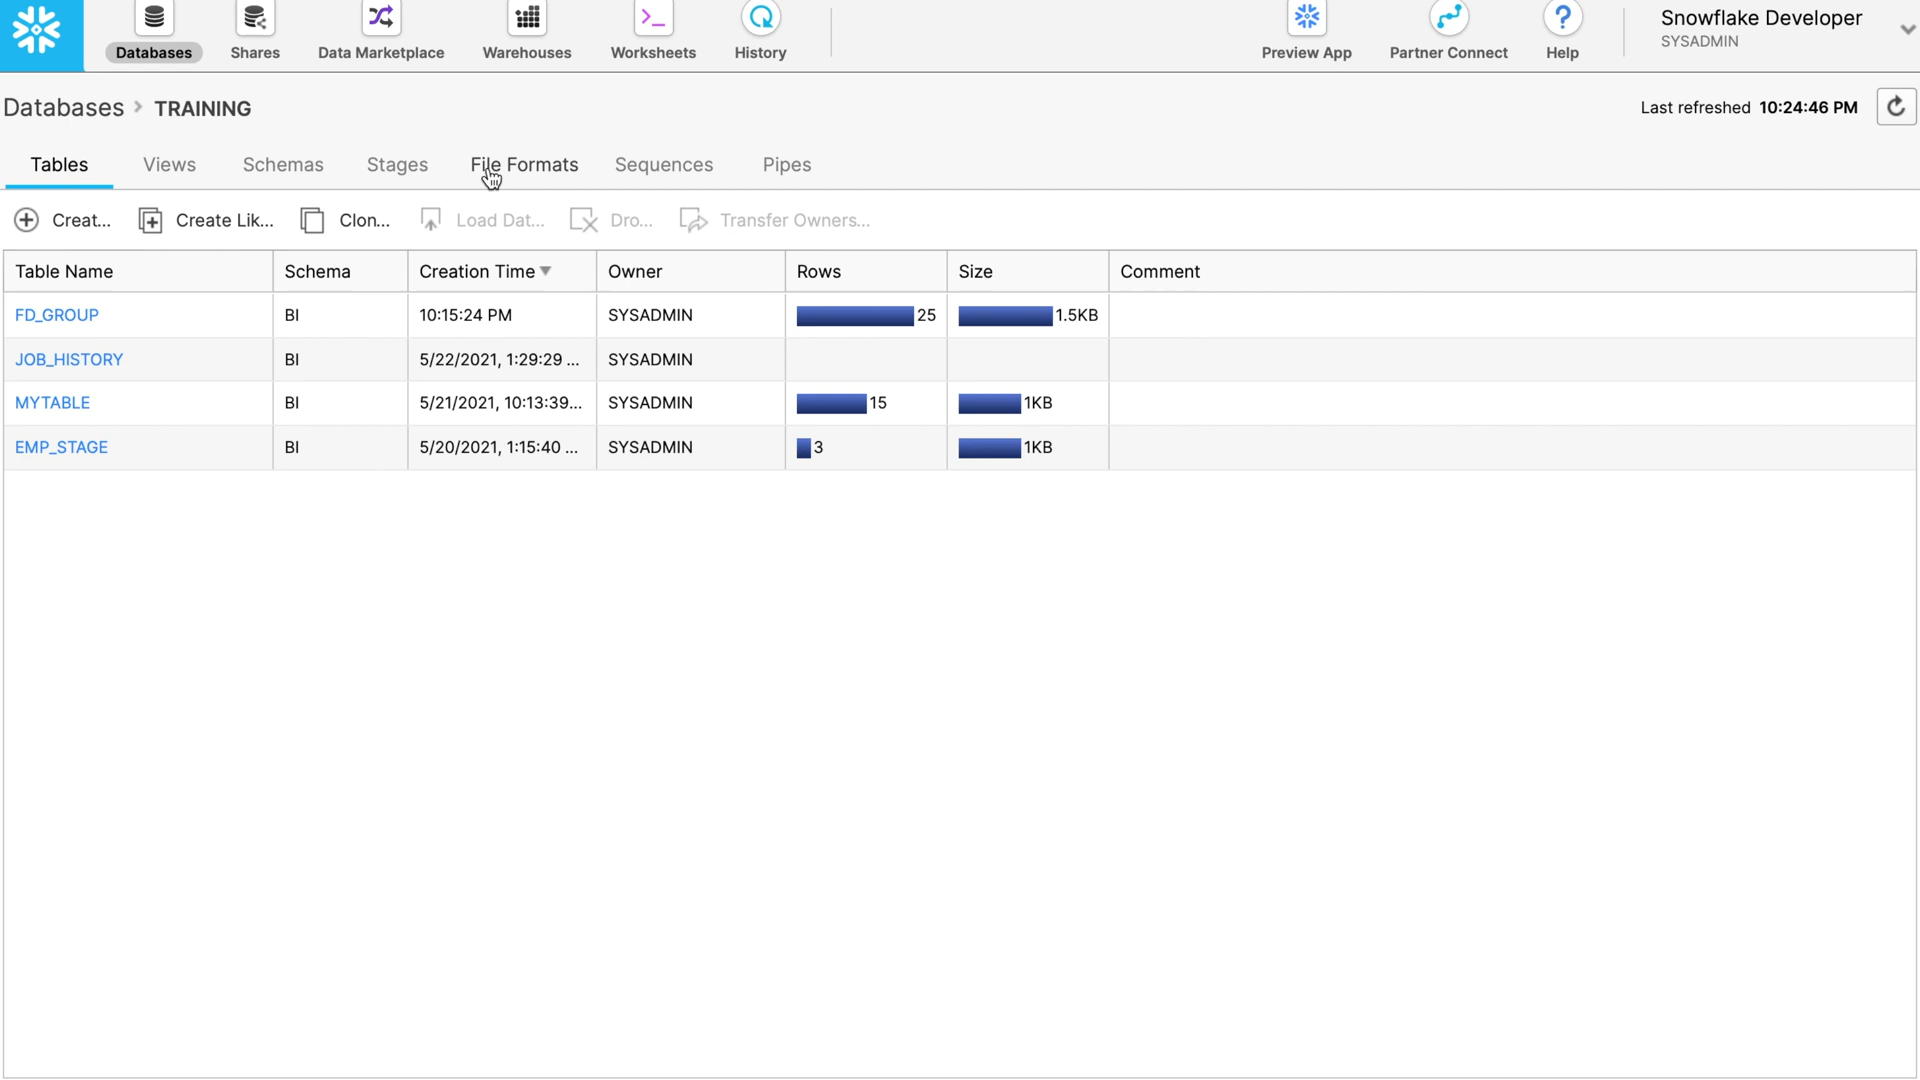 Databases Shares Data Marketplace Warehouses Worksheets History Preview App Partner Connect Help Snowflake Developer
SYSADMIN
Databases TRAINING Last refreshed 10:24:46 PM
Tables Views Schemas Stages File Formats Sequences Pipes
Creat... Create Lik... Clon... Load Dat... Dro... Transfer Owners...
Table Name Schema Creation Time Owner Rows Size Comment
FD_GROUP BI 10:15:24 PM SYSADMIN 25 1.5KB
JOB_HISTORY BI 5/22/2021, 1:29:29 ... SYSADMIN
MYTABLE BI 5/21/2021, 10:13:39... SYSADMIN 15 1KB
EMP_STAGE BI 5/20/2021, 1:15:40 ... SYSADMIN 3 1KB